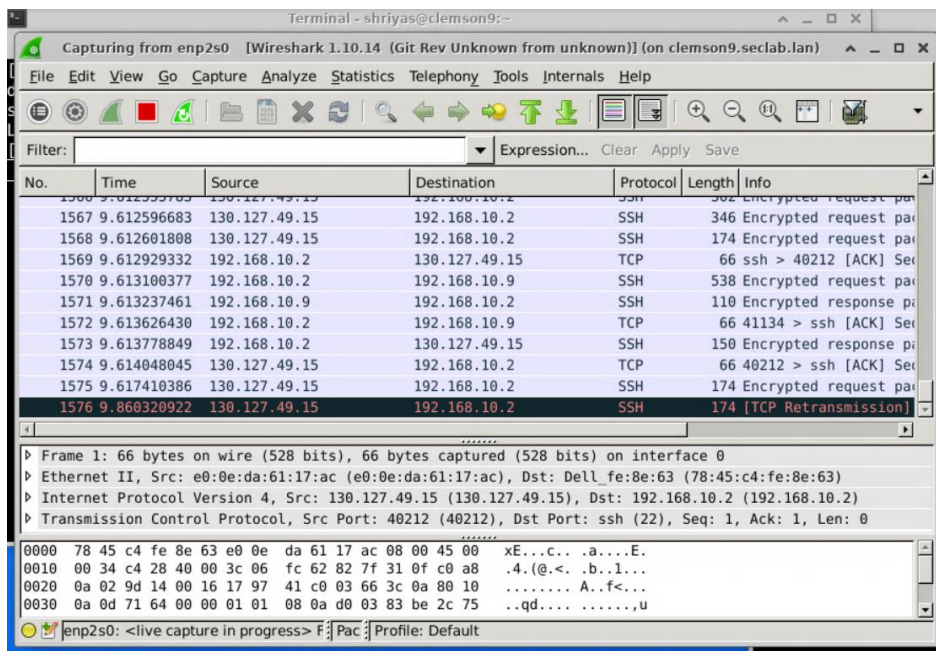 Terminal - shriyas@clemson9:~
Capturing from enp2s0 [Wireshark 1.10.14 (Git Rev Unknown from unknown)] (on clemson9.seclab.lan)
File Edit View Go Capture Analyze Statistics Telephony Tools Internals Help
Filter: Expression... Clear Apply Save
No. Time Source Destination Protocol Length Info
1567 9.612596683 130.127.49.15 192.168.10.2 SSH 346 Encrypted request pa
1568 9.612601808 130.127.49.15 192.168.10.2 SSH 174 Encrypted request pa
1569 9.612929332 192.168.10.2 130.127.49.15 TCP 66 ssh > 40212 [ACK] Se
1570 9.613100377 192.168.10.2 192.168.10.9 SSH 538 Encrypted request pa
1571 9.613237461 192.168.10.9 192.168.10.2 SSH 110 Encrypted response pa
1572 9.613626430 192.168.10.2 192.168.10.9 TCP 66 41134 > ssh [ACK] Se
1573 9.613778849 192.168.10.2 130.127.49.15 SSH 150 Encrypted response pa
1574 9.614048045 130.127.49.15 192.168.10.2 TCP 66 40212 > ssh [ACK] Se
1575 9.617410386 130.127.49.15 192.168.10.2 SSH 174 Encrypted request pa
1576 9.860320922 130.127.49.15 192.168.10.2 SSH 174 [TCP Retransmission]
Frame 1: 66 bytes on wire (528 bits), 66 bytes captured (528 bits) on interface 0
Ethernet II, Src: e0:0e:da:61:17:ac (e0:0e:da:61:17:ac), Dst: Dell_fe:8e:63 (78:45:c4:fe:8e:63)
Internet Protocol Version 4, Src: 130.127.49.15 (130.127.49.15), Dst: 192.168.10.2 (192.168.10.2)
Transmission Control Protocol, Src Port: 40212 (40212), Dst Port: ssh (22), Seq: 1, Ack: 1, Len: 0
0000 78 45 c4 fe 8e 63 e0 0e da 61 17 ac 08 00 45 00 xE...c.. .a....E.
0010 00 34 c4 28 40 00 3c 06 fc 62 82 7f 31 0f c0 a8 .4.(@.<. .b..1...
0020 0a 02 9d 14 00 16 17 97 41 c0 03 66 3c 0a 80 10 ........ A..f<...
0030 0a 0d 71 64 00 00 01 01 08 0a d0 03 83 be 2c 75 ..qd.... ......,u
enp2s0: <live capture in progress> F Pac Profile: Default